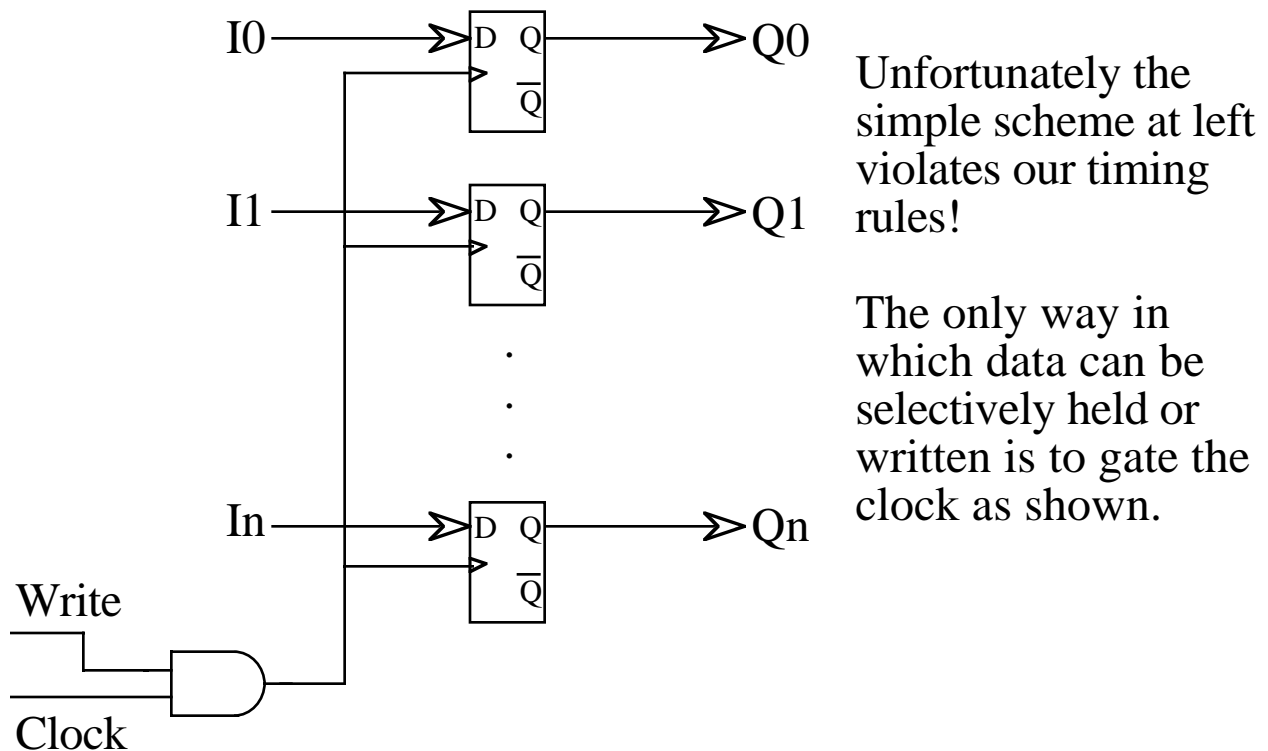 I0
D Q
Q0
Q̅
I1
D Q
Q1
Q̅
.
.
.
In
D Q
Qn
Q̅
Write
Clock
Unfortunately the
simple scheme at left
violates our timing
rules!
The only way in
which data can be
selectively held or
written is to gate the
clock as shown.